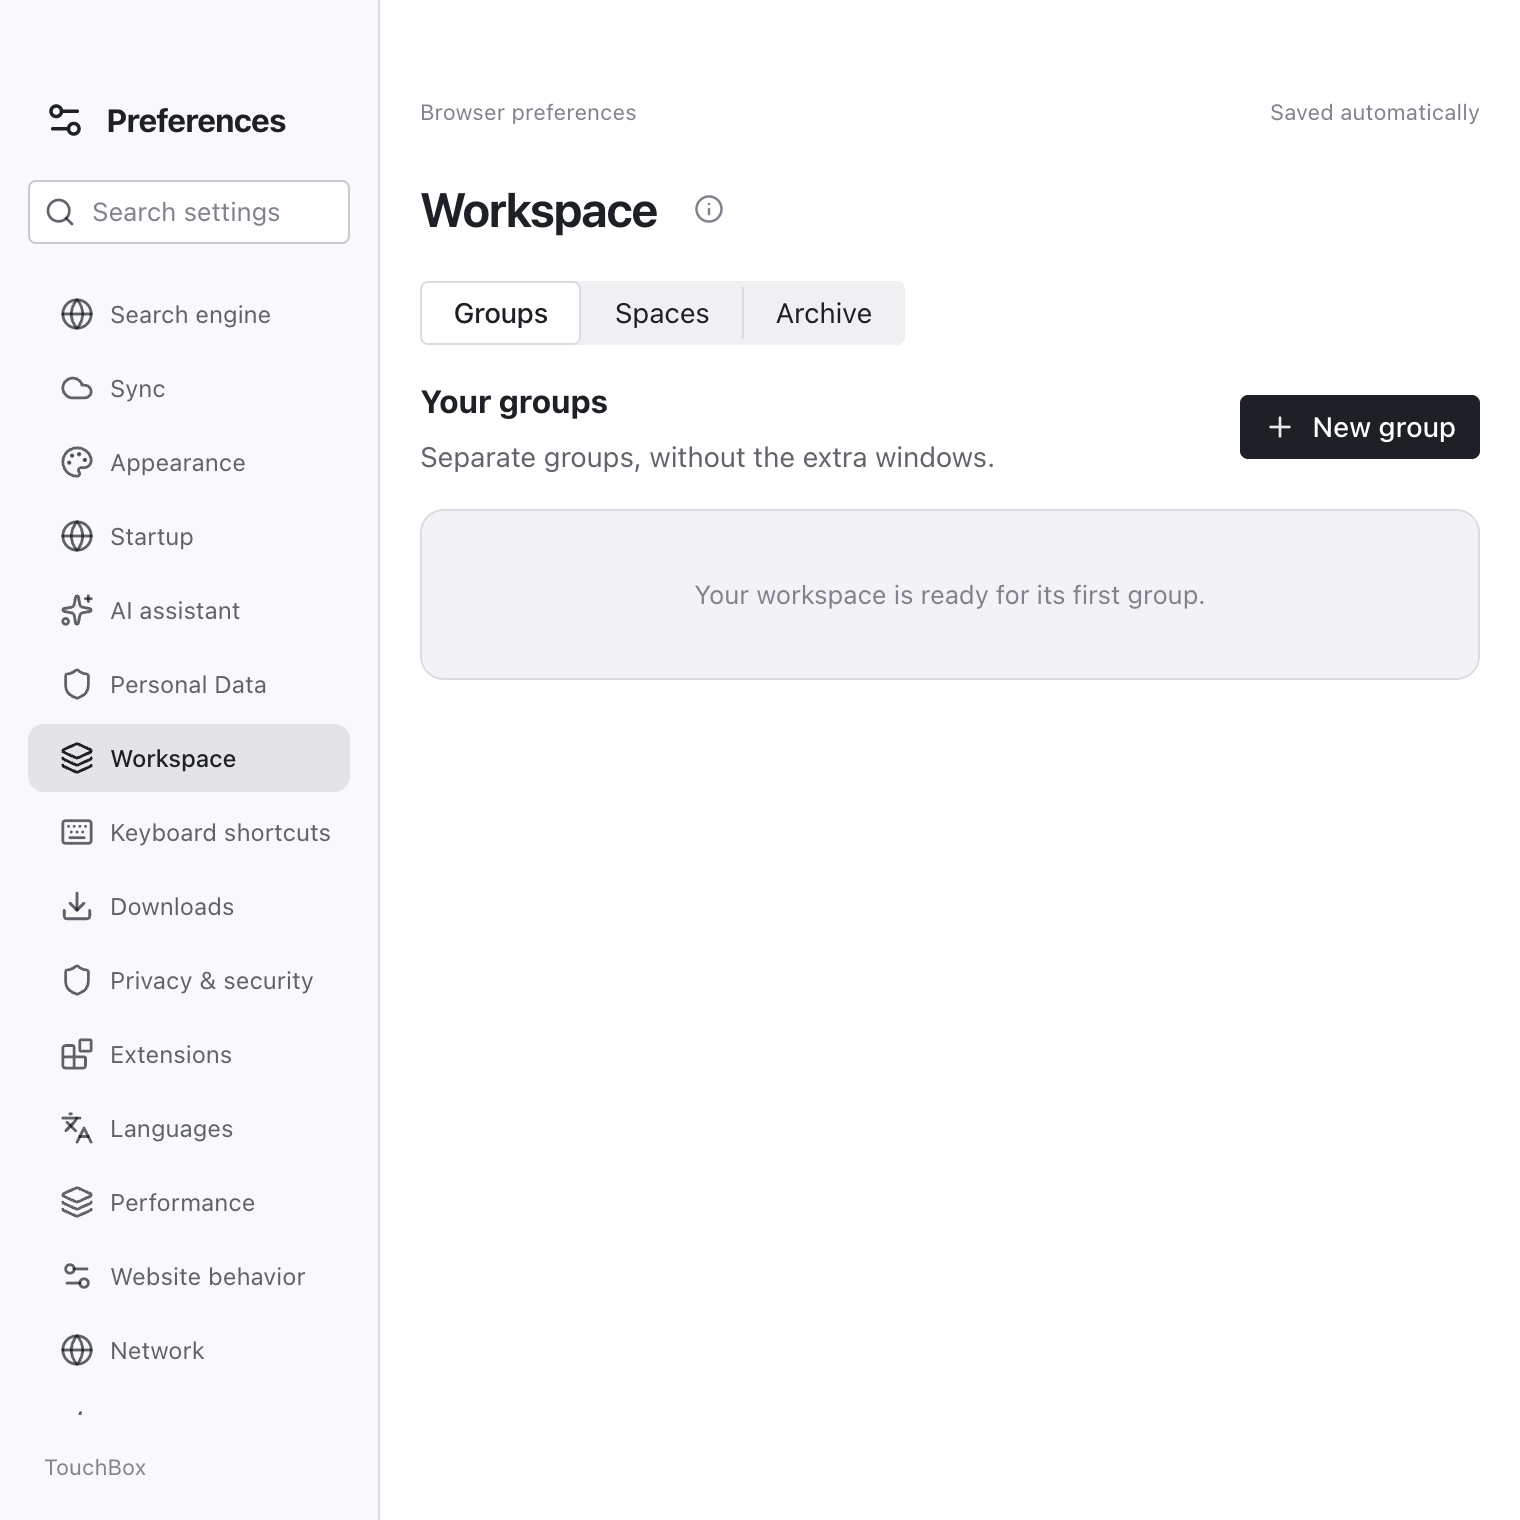 Preferences
Search settings
Search engine
Sync
Appearance
Startup
AI assistant
Personal Data
Workspace
Keyboard shortcuts
Downloads
Privacy & security
Extensions
Languages
Performance
Website behavior
Network
TouchBox
Browser preferences
Saved automatically
Workspace
Groups
Spaces
Archive
Your groups
Separate groups, without the extra windows.
New group
Your workspace is ready for its first group.